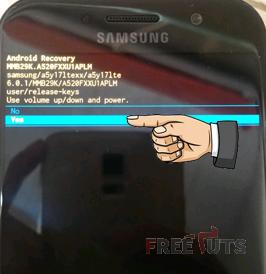 SAMSUNG
Android Recovery
MMB29K.A520FXXU1APLM
samsung/a5y17ltexx/a5y17lte
6.0.1/MMB29K/A520FXXU1APLM
user/release-keys
Use volume up/down and power.
No
Yes
FREETUTS